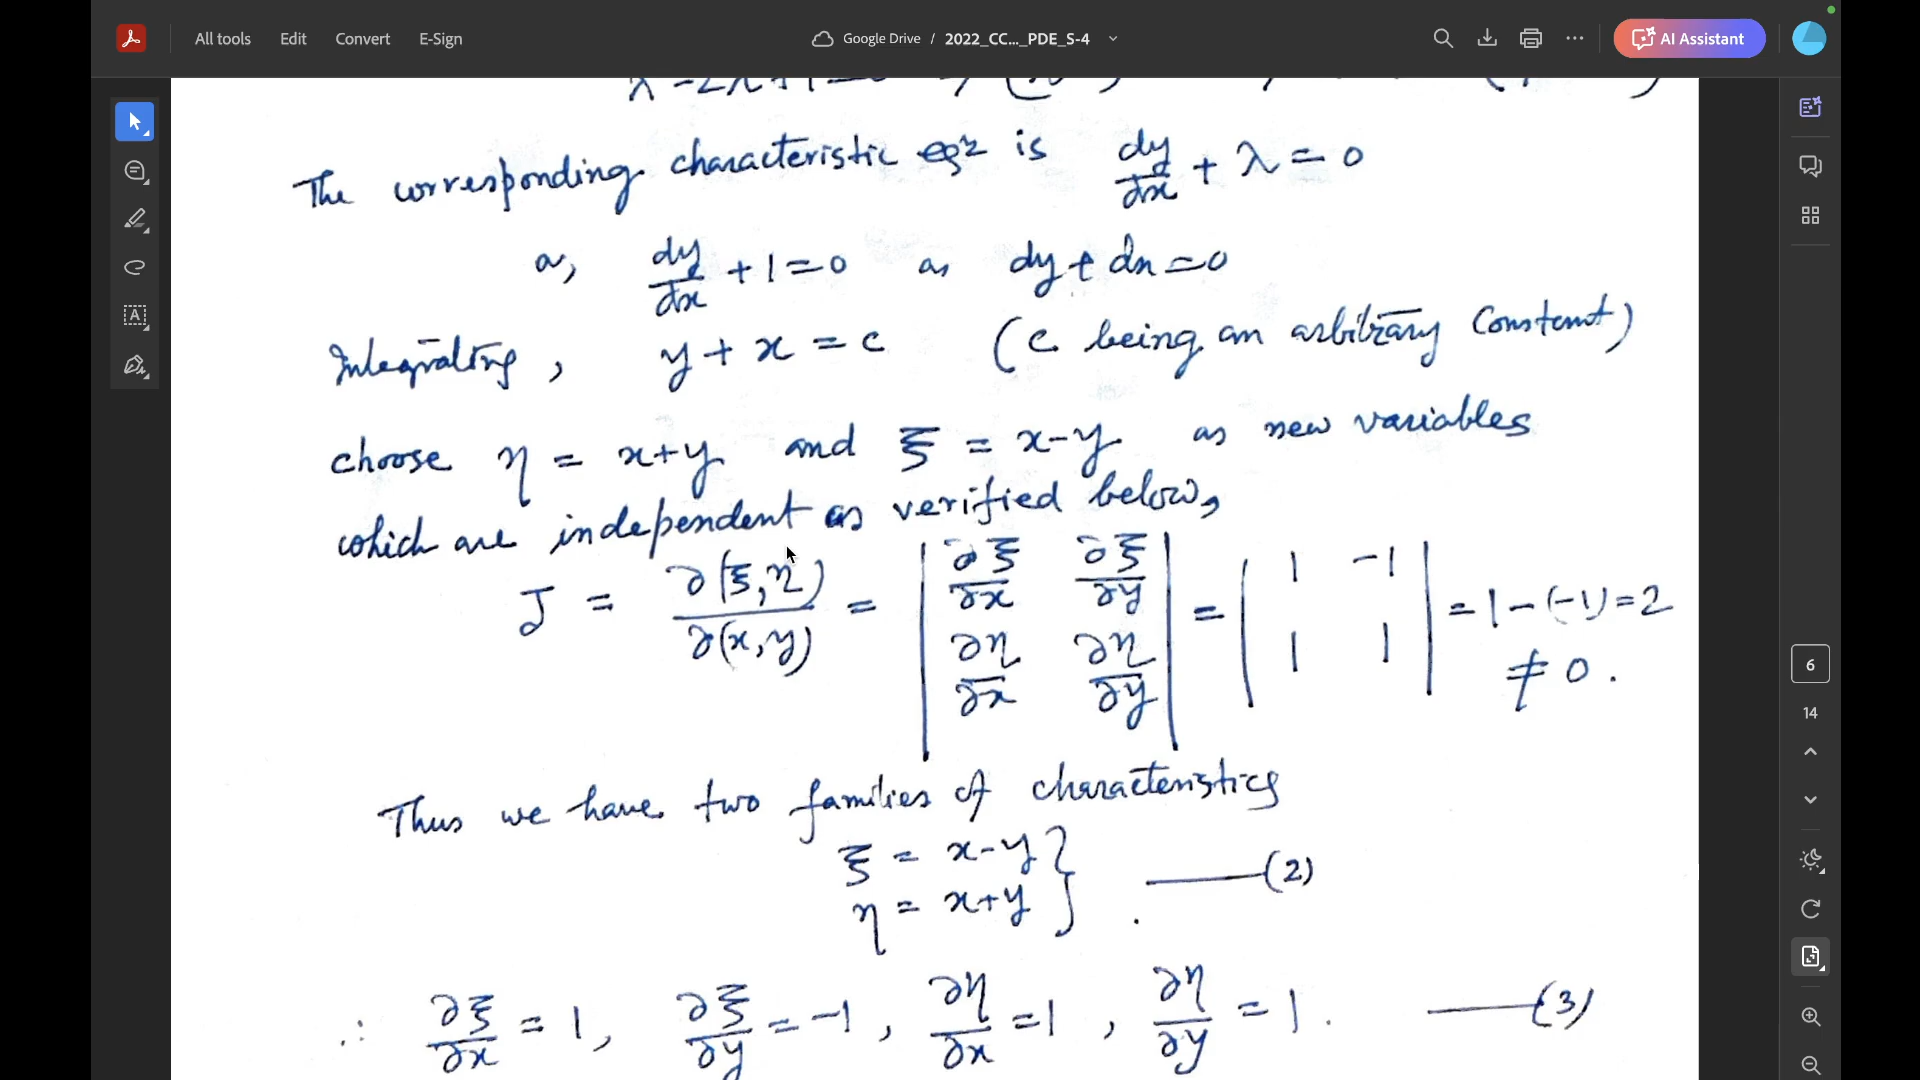 All tools Edit Convert E-Sign Google Drive / 2022_CC..._PDE_S-4 AI Assistant
The corresponding characteristic eqn is dy/dx + λ = 0
or, dy/dx + 1 = 0 or dy + dx = 0
Integrating, y + x = c (c being an arbitrary constant)
choose η = x+y and ξ = x-y as new variables
which are independent as verified below,
J = ∂(ξ,η)/∂(x,y) = | ∂ξ/∂x ∂ξ/∂y | = | 1 -1 | = 1-(-1) = 2
| ∂η/∂x ∂η/∂y | | 1 1 | ≠ 0 .
Thus we have two families of characteristics
ξ = x-y }
η = x+y } . ——(2)
∴ ∂ξ/∂x = 1, ∂ξ/∂y = -1, ∂η/∂x = 1, ∂η/∂y = 1. ——(3)
6
14